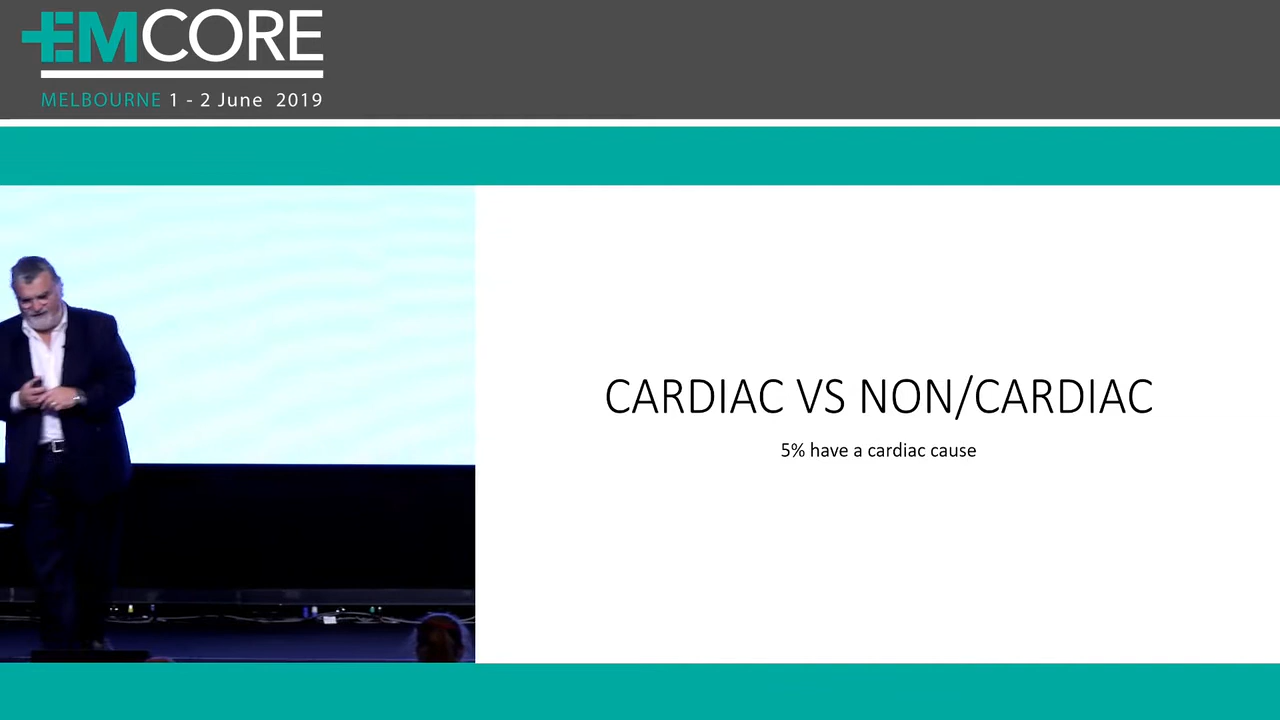 EMCORE
MELBOURNE 1 - 2 June 2019
CARDIAC VS NON/CARDIAC
5% have a cardiac cause